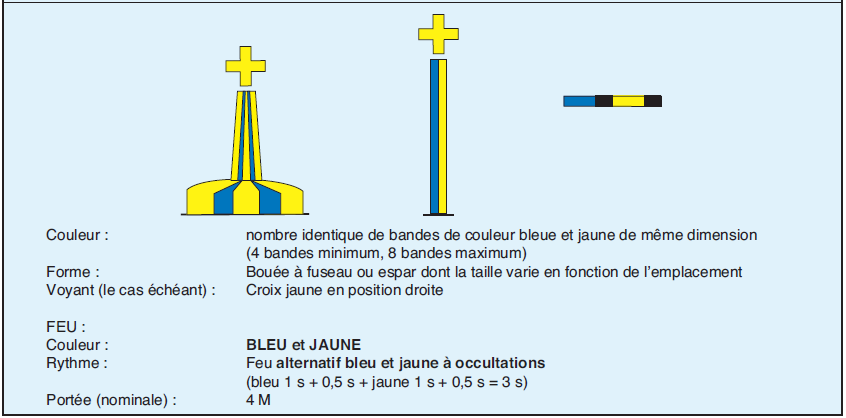 Couleur : nombre identique de bandes de couleur bleue et jaune de même dimension
(4 bandes minimum, 8 bandes maximum)
Forme : Bouée à fuseau ou espar dont la taille varie en fonction de l’emplacement
Voyant (le cas échéant) : Croix jaune en position droite
FEU :
Couleur : BLEU et JAUNE
Rythme : Feu alternatif bleu et jaune à occultations
(bleu 1 s + 0,5 s + jaune 1 s + 0,5 s = 3 s)
Portée (nominale) : 4 M